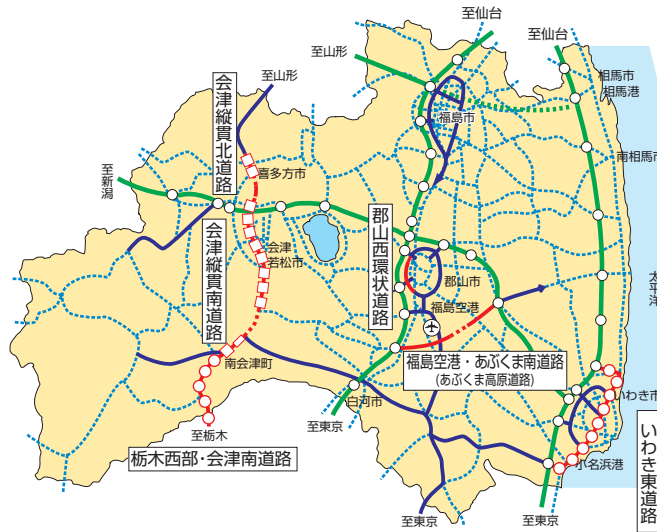 至仙台
至仙台
至山形
至山形
相馬市
相馬港
会津縦貫北道路
福島市
南相馬市
喜多方市
至新潟
郡山西環状道路
会津縦貫南道路
会津
若松市
太平洋
郡山市
福島空港
福島空港・あぶくま南道路
(あぶくま高原道路)
南会津町
白河市
いわき市
至東京
至栃木
栃木西部・会津南道路
小名浜港
いわき東道路
至東京
至東京